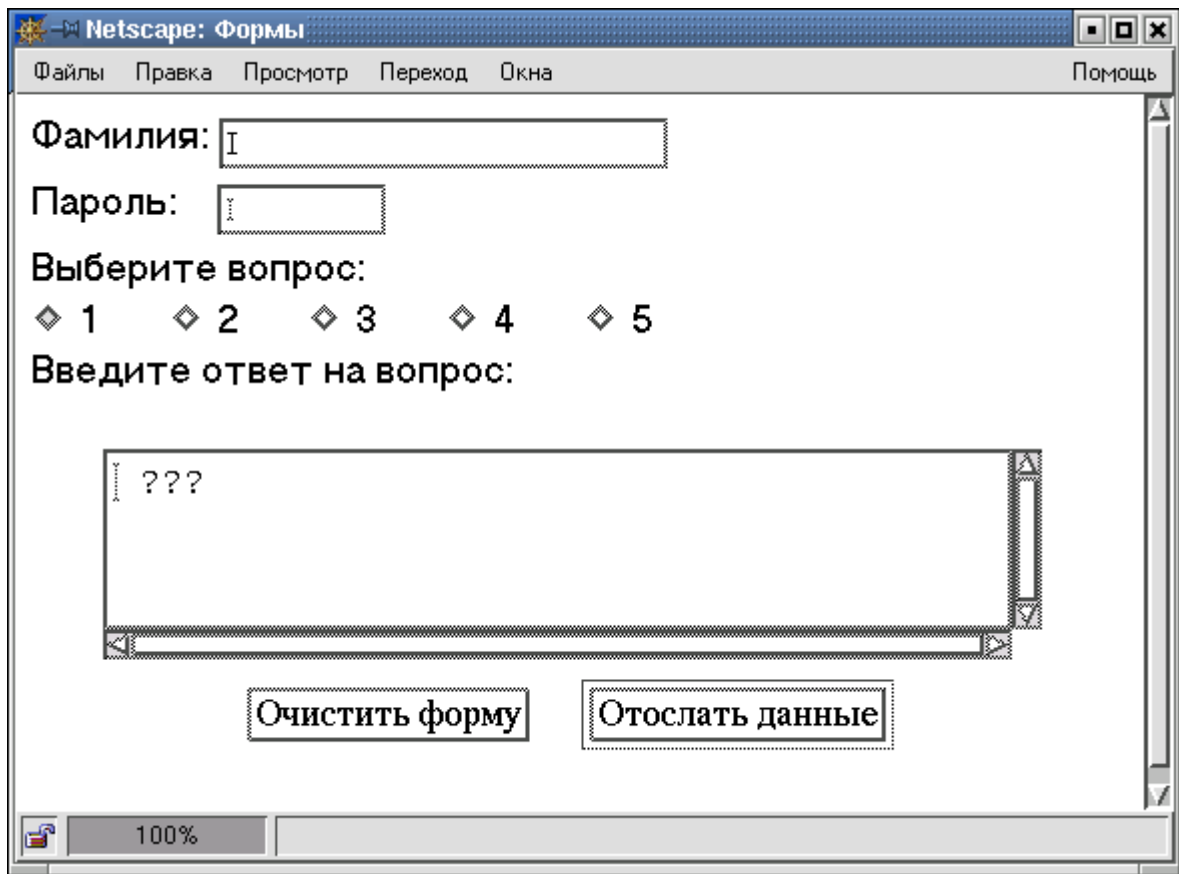 Netscape: Формы
Файлы Правка Просмотр Переход Окна Помощь
Фамилия:
Пароль:
Выберите вопрос:
1 2 3 4 5
Введите ответ на вопрос:
???
Очистить форму Отослать данные
100%